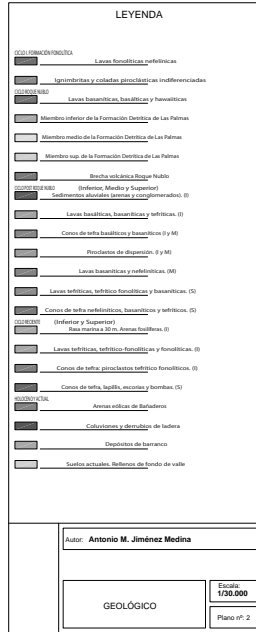 LEYENDA
CICLO I. FORMACIÓN FONOLÍTICA
Lavas fonolíticas nefelínicas
Ignimbritas y coladas piroclásticas indiferenciadas
CICLO ROQUE NUBLO
Lavas basaníticas, basálticas y hawaiíticas
Miembro inferior de la Formación Detrítica de Las Palmas
Miembro medio de la Formación Detrítica de Las Palmas
Miembro sup. de la Formación Detrítica de Las Palmas
Brecha volcánica Roque Nublo
CICLO POST ROQUE NUBLO (Inferior, Medio y Superior)
Sedimentos aluviales (arenas y conglomerados). (I)
Lavas basálticas, basaníticas y tefríticas. (I)
Conos de tefra basálticos y basaníticos (I y M)
Piroclastos de dispersión. (I y M)
Lavas basaníticas y nefeliníticas. (M)
Lavas tefríticas, tefrítico fonolíticas y basaníticas. (S)
Conos de tefra nefeliníticos, basaníticos y tefríticos. (S)
CICLO RECIENTE (Inferior y Superior)
Rasa marina a 30 m. Arenas fosilíferas. (I)
Lavas tefríticas, tefrítico-fonolíticas y fonolíticas. (I)
Conos de tefra: piroclastos tefrítico fonolíticos. (I)
Conos de tefra, lapillis, escorias y bombas. (S)
HOLOCENO Y ACTUAL
Arenas eólicas de Bañaderos
Coluviones y derrubios de ladera
Depósitos de barranco
Suelos actuales. Rellenos de fondo de valle
Autor: Antonio M. Jiménez Medina
GEOLÓGICO
Escala:
1/30.000
Plano nº: 2